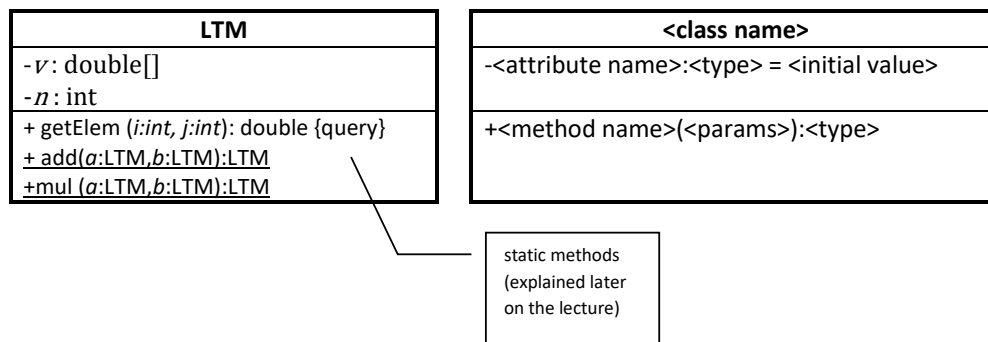 LTM
-v : double[]
-n : int
+ getElem (i:int, j:int): double {query}
+ add(a:LTM,b:LTM):LTM
+mul (a:LTM,b:LTM):LTM
<class name>
-<attribute name>:<type> = <initial value>
+<method name>(<params>):<type>
static methods
(explained later
on the lecture)